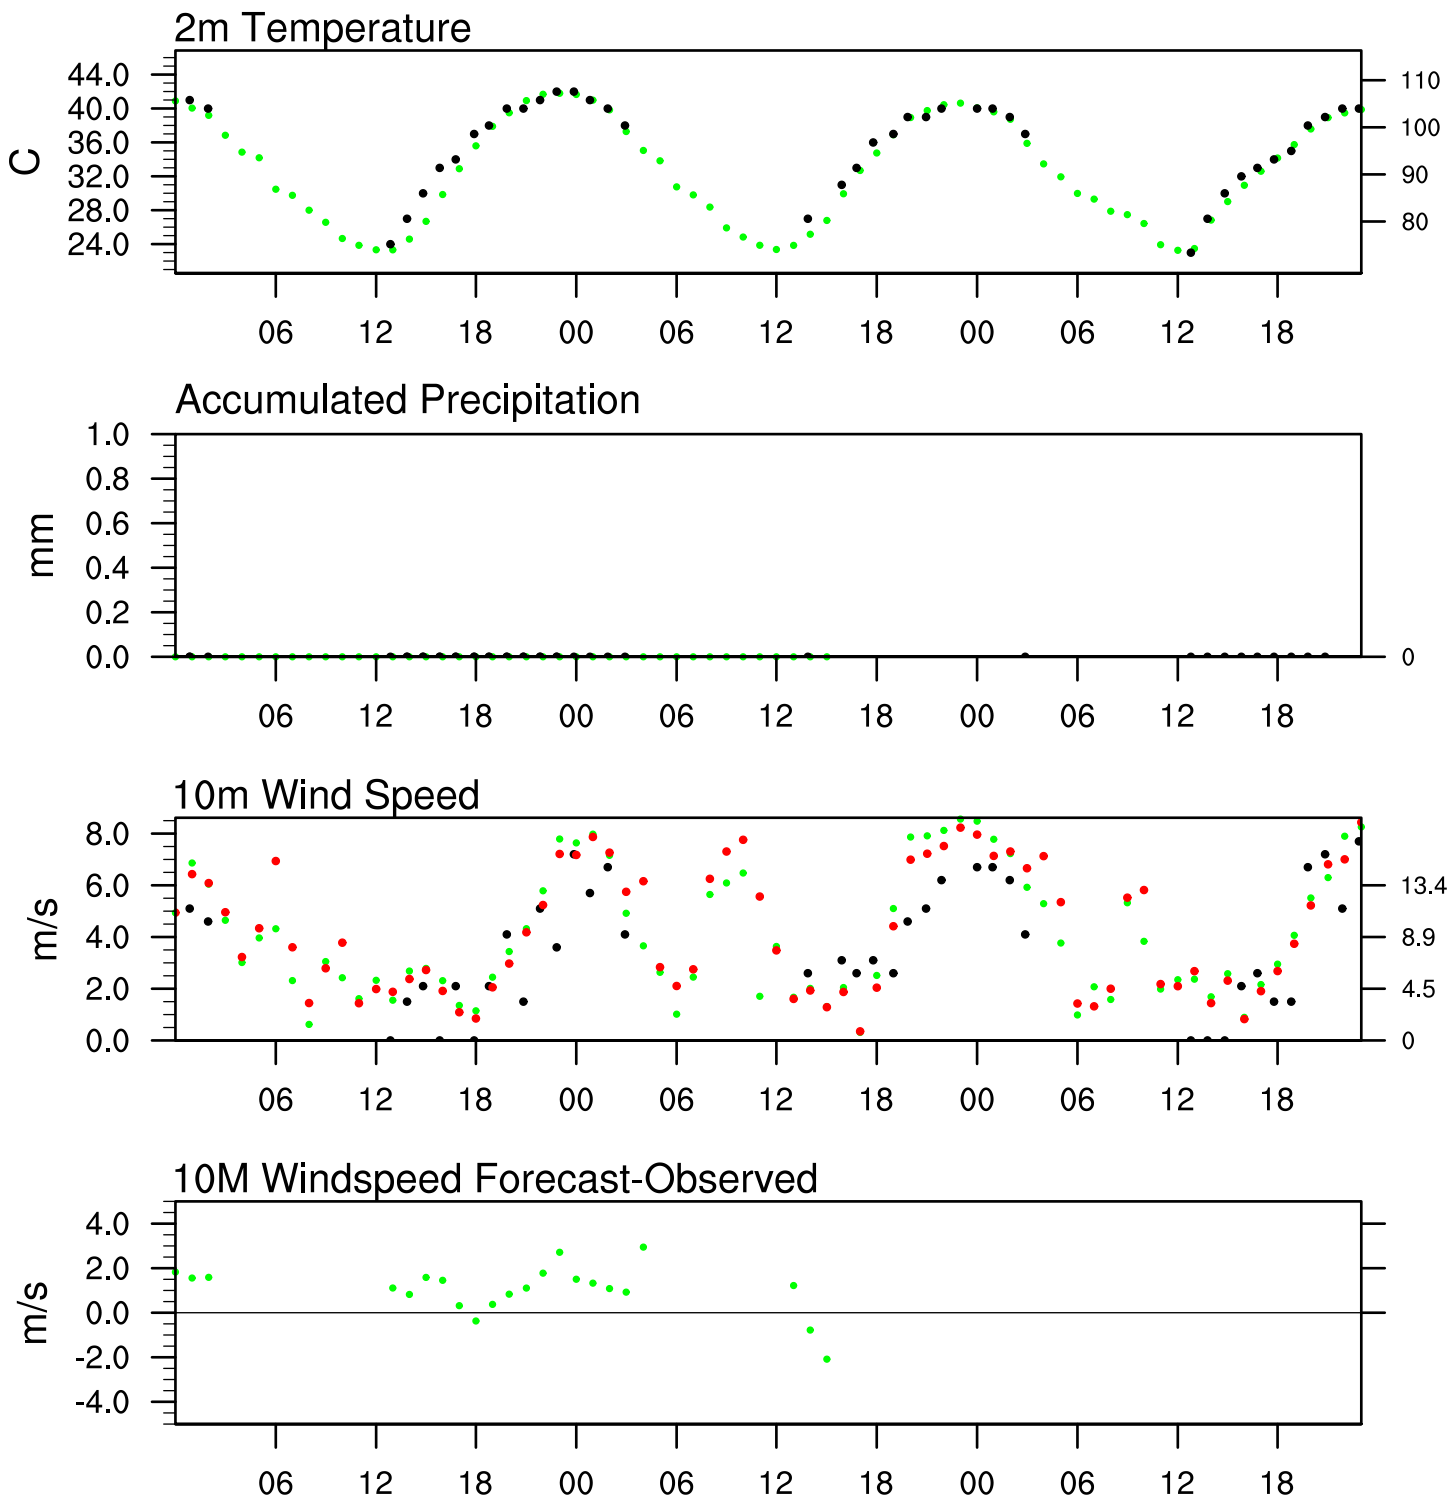 2m Temperature
44.0
40.0
36.0
32.0
28.0
24.0
C
110
100
90
80
06 12 18 00 06 12 18 00 06 12 18
Accumulated Precipitation
1.0
0.8
0.6
0.4
0.2
0.0
mm
0
06 12 18 00 06 12 18 00 06 12 18
10m Wind Speed
8.0
6.0
4.0
2.0
0.0
m/s
13.4
8.9
4.5
0
06 12 18 00 06 12 18 00 06 12 18
10M Windspeed Forecast-Observed
4.0
2.0
0.0
-2.0
-4.0
m/s
06 12 18 00 06 12 18 00 06 12 18